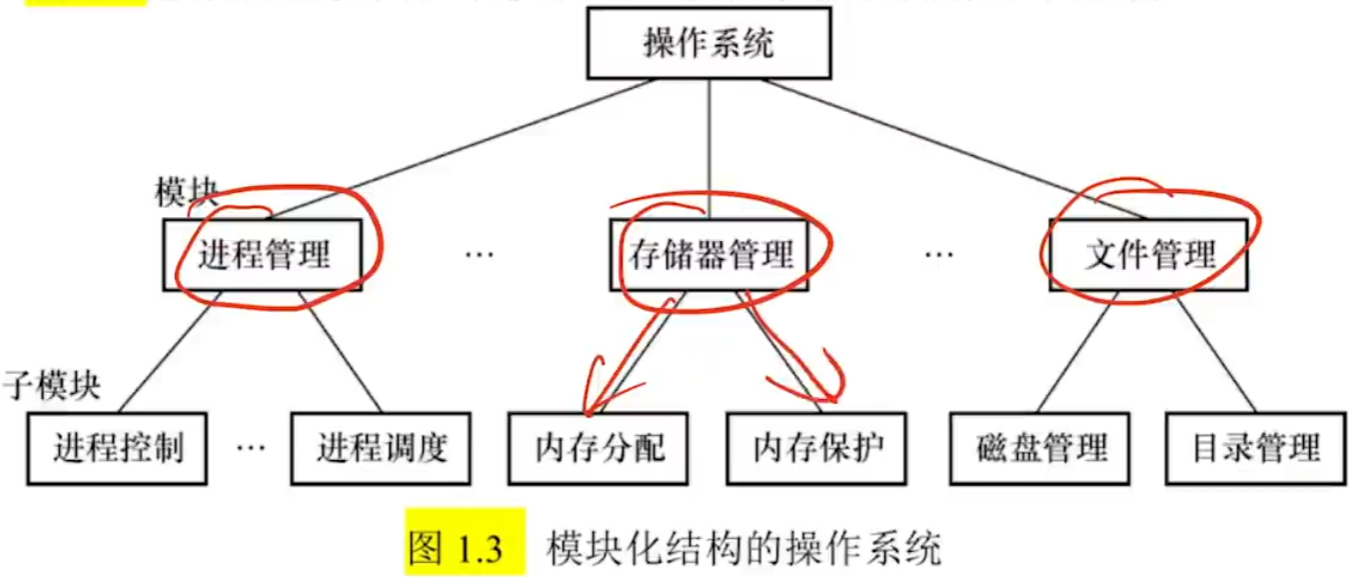 操作系统
模块
进程管理 … 存储器管理 … 文件管理
子模块
进程控制 … 进程调度 内存分配 内存保护 磁盘管理 目录管理
图 1.3 模块化结构的操作系统